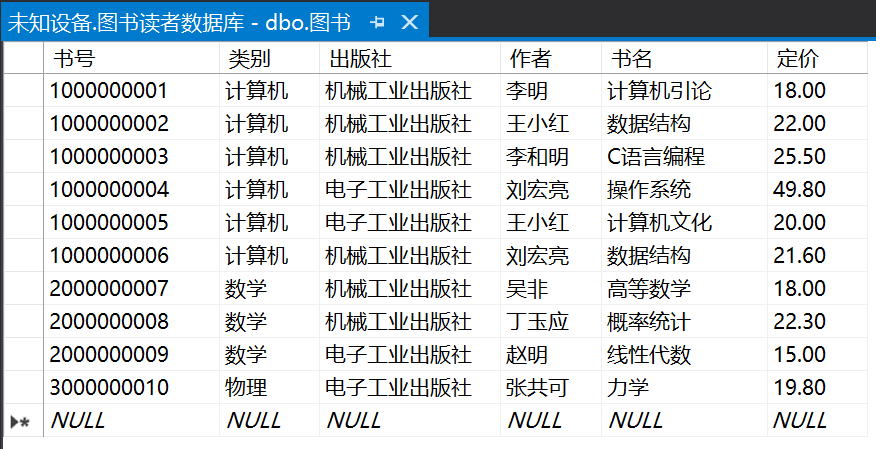 未知设备.图书读者数据库 - dbo.图书
书号 类别 出版社 作者 书名 定价
1000000001 计算机 机械工业出版社 李明 计算机引论 18.00
1000000002 计算机 机械工业出版社 王小红 数据结构 22.00
1000000003 计算机 机械工业出版社 李和明 C语言编程 25.50
1000000004 计算机 电子工业出版社 刘宏亮 操作系统 49.80
1000000005 计算机 电子工业出版社 王小红 计算机文化 20.00
1000000006 计算机 机械工业出版社 刘宏亮 数据结构 21.60
2000000007 数学 机械工业出版社 吴非 高等数学 18.00
2000000008 数学 机械工业出版社 丁玉应 概率统计 22.30
2000000009 数学 电子工业出版社 赵明 线性代数 15.00
3000000010 物理 电子工业出版社 张共可 力学 19.80
NULL NULL NULL NULL NULL NULL